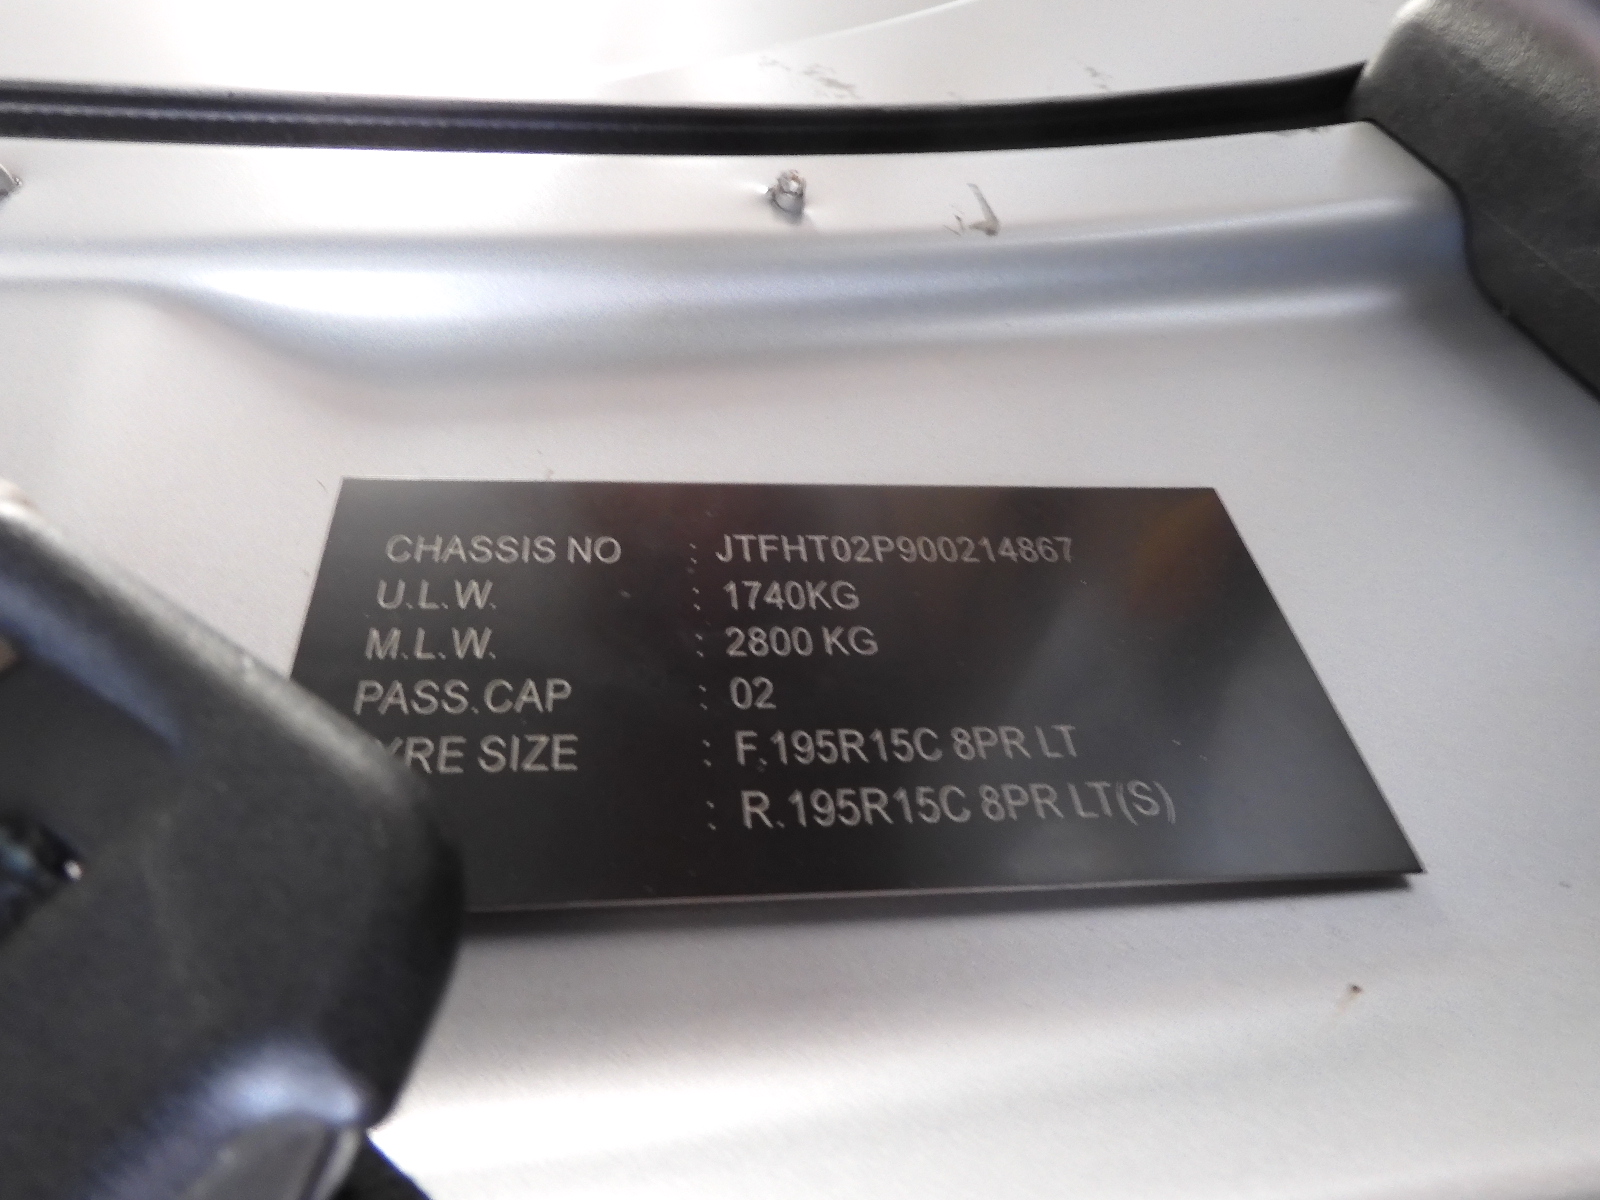 CHASSIS NO : JTFHT02P900214867
U.L.W. : 1740KG
M.L.W. : 2800 KG
PASS.CAP : 02
YRE SIZE : F.195R15C 8PR LT
: R.195R15C 8PR LT(S)